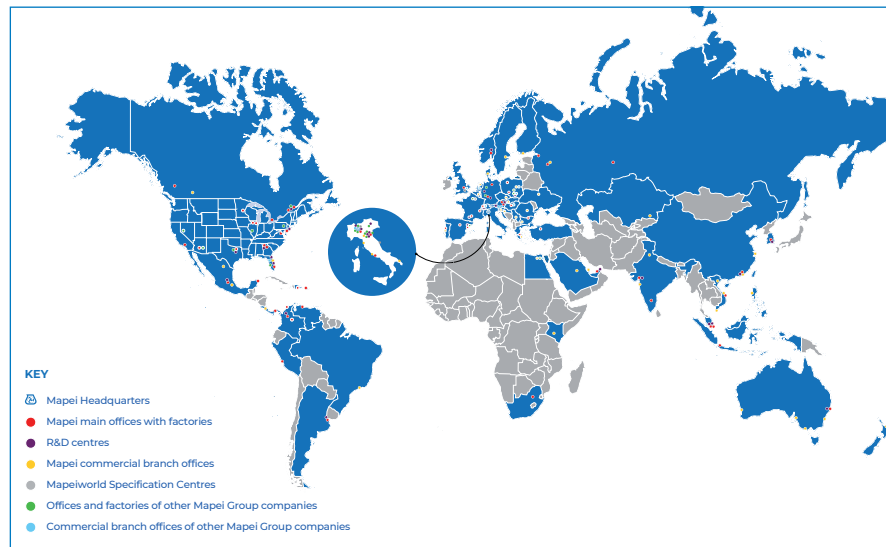 KEY
Mapei Headquarters
Mapei main offices with factories
R&D centres
Mapei commercial branch offices
Mapeiworld Specification Centres
Offices and factories of other Mapei Group companies
Commercial branch offices of other Mapei Group companies